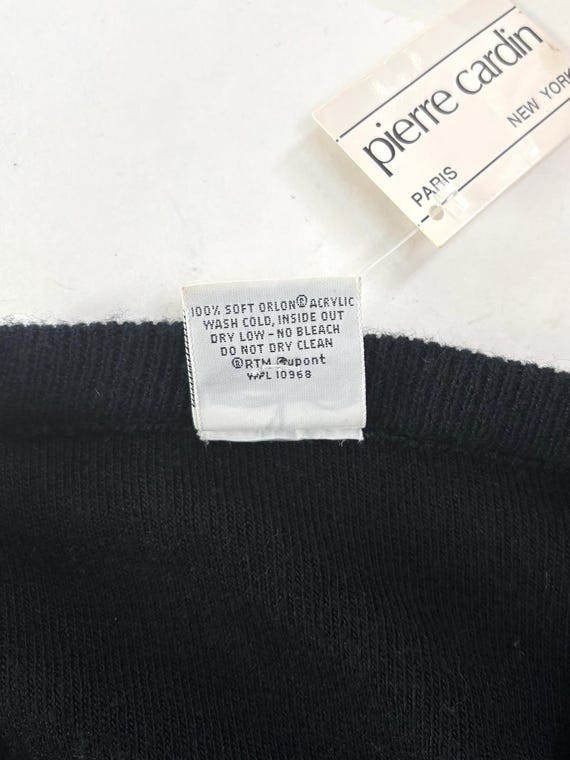 pierre cardin
PARIS NEW YORK
100% SOFT ORLON® ACRYLIC
WASH COLD, INSIDE OUT
DRY LOW - NO BLEACH
DO NOT DRY CLEAN
®RTM Dupont
WPL 10968